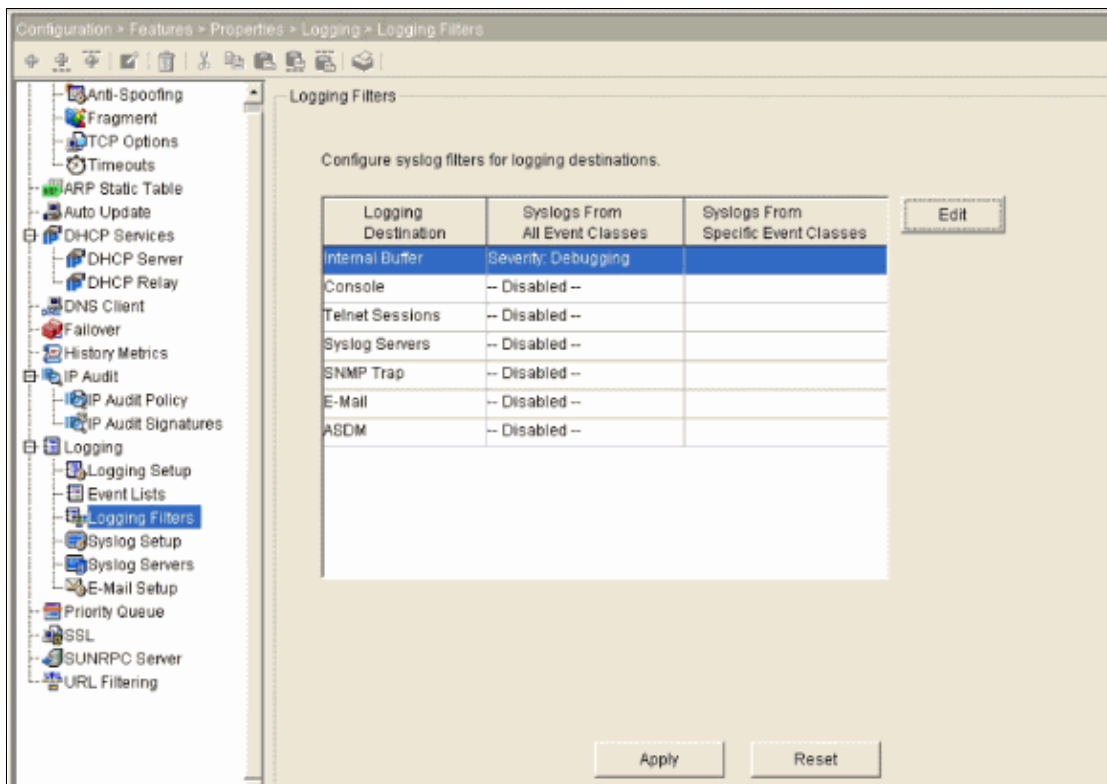 Configuration > Features > Properties > Logging > Logging Filters
Anti-Spoofing
Fragment
TCP Options
Timeouts
ARP Static Table
Auto Update
DHCP Services
DHCP Server
DHCP Relay
DNS Client
Failover
History Metrics
IP Audit
IP Audit Policy
IP Audit Signatures
Logging
Logging Setup
Event Lists
Logging Filters
Syslog Setup
Syslog Servers
E-Mail Setup
Priority Queue
SSL
SUNRPC Server
URL Filtering
Logging Filters
Configure syslog filters for logging destinations.
Logging Destination
Syslogs From All Event Classes
Syslogs From Specific Event Classes
Internal Buffer Severity: Debugging
Console -- Disabled --
Telnet Sessions -- Disabled --
Syslog Servers -- Disabled --
SNMP Trap -- Disabled --
E-Mail -- Disabled --
ASDM -- Disabled --
Edit
Apply Reset